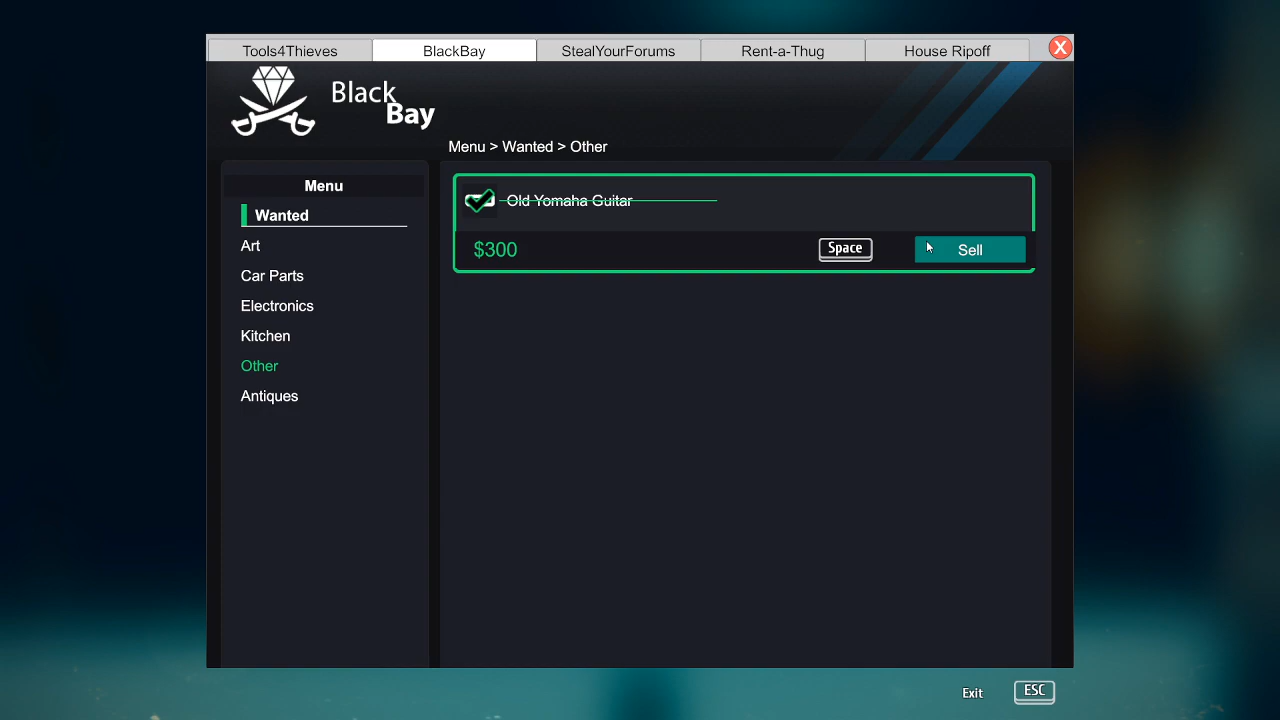 Tools4Thieves
BlackBay
StealYourForums
Rent-a-Thug
House Ripoff
X
Black
Bay
Menu > Wanted > Other
Menu
Wanted
Art
Car Parts
Electronics
Kitchen
Other
Antiques
Old Yomaha Guitar
$300
Space
Sell
Exit
ESC